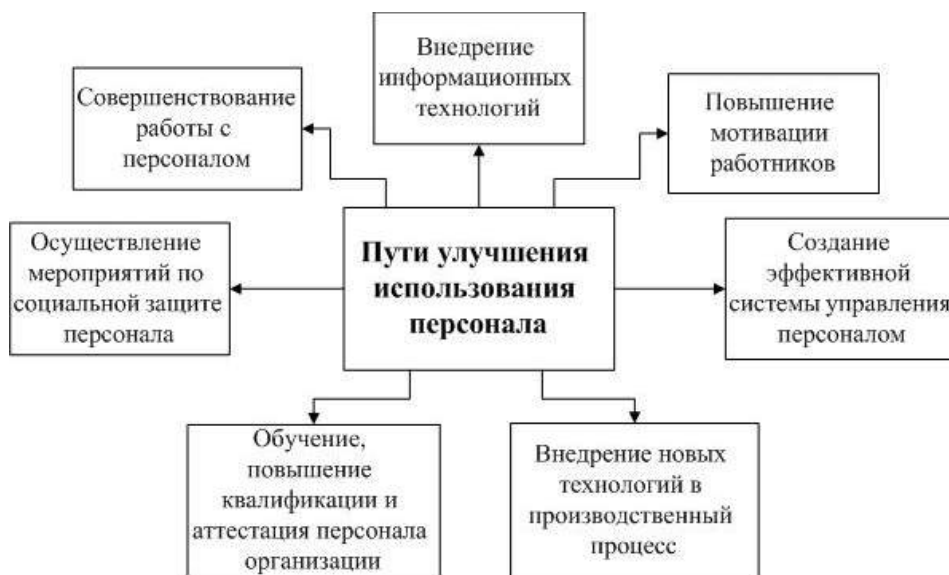 Внедрение
информационных
технологий
Совершенствование
работы с
персоналом
Повышение
мотивации
работников
Пути улучшения
использования
персонала
Осуществление
мероприятий по
социальной защите
персонала
Создание
эффективной
системы управления
персоналом
Обучение,
повышение
квалификации и
аттестация персонала
организации
Внедрение новых
технологий в
производственный
процесс